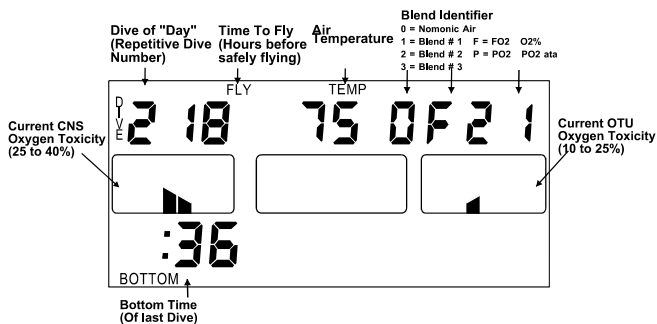 Blend Identifier
0 = Nomonic Air
1 = Blend # 1 F = FO2 O2%
2 = Blend # 2 P = PO2 PO2 ata
3 = Blend # 3
Dive of "Day"
(Repetitive Dive
Number)
Time To Fly
(Hours before
safely flying)
Air
Temperature
FLY
TEMP
DIVE
2 18 75 0F21
Current CNS
Oxygen Toxicity
(25 to 40%)
Current OTU
Oxygen Toxicity
(10 to 25%)
:36
BOTTOM
Bottom Time
(Of last Dive)